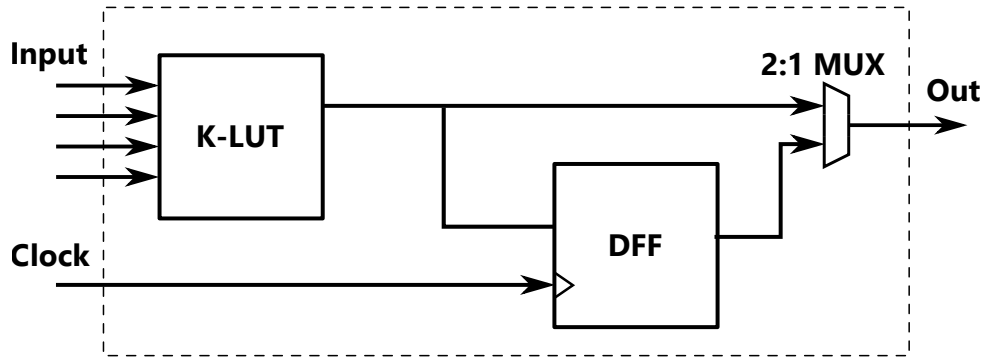 Input
2:1 MUX
Out
K-LUT
DFF
Clock